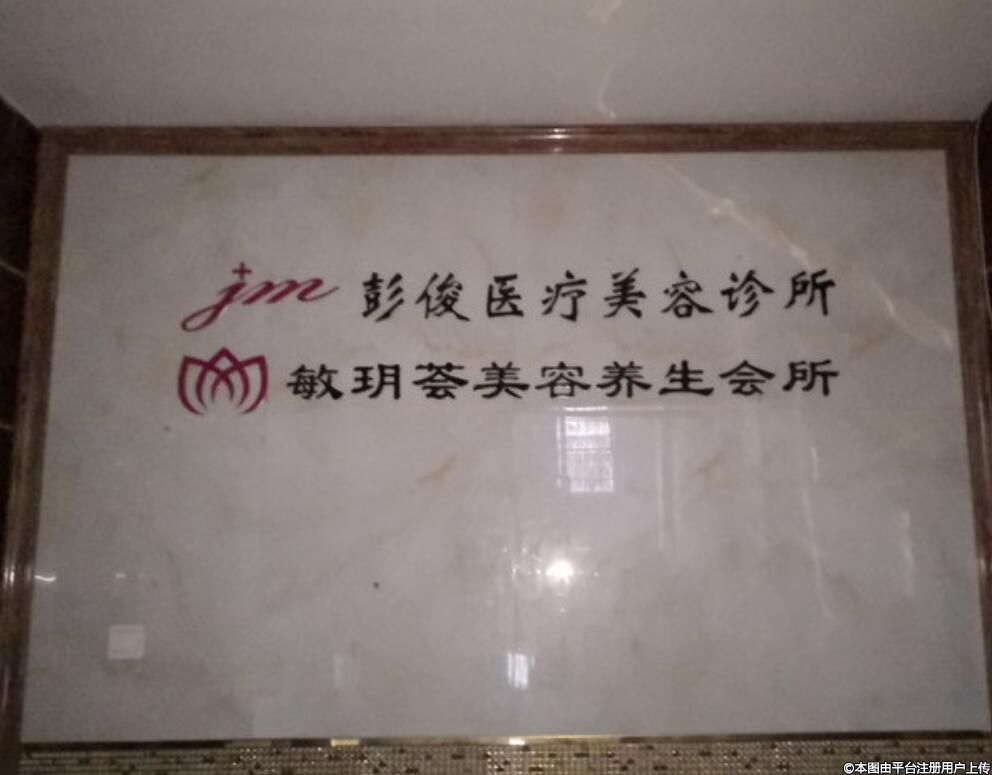 jm 彭俊医疗美容诊所
敏玥荟美容养生会所
©本图由平台注册用户上传